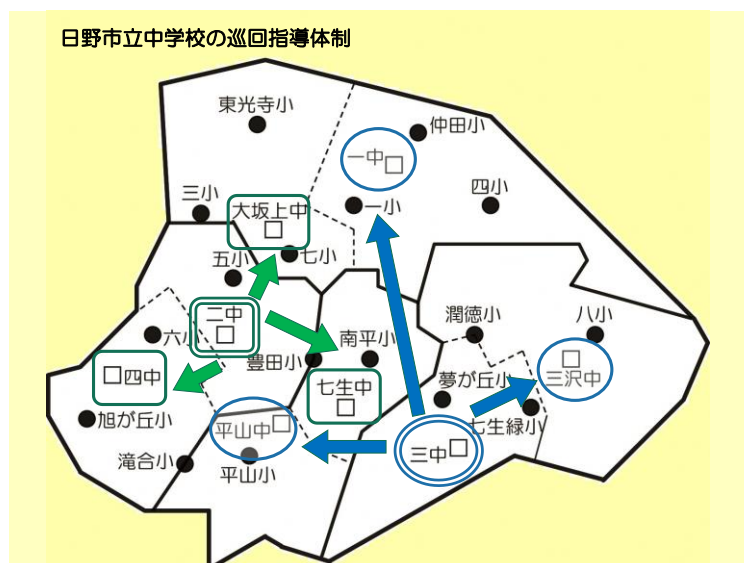 日野市立中学校の巡回指導体制
東光寺小
仲田小
一中
三小
四小
大坂上中
一小
五小
七小
二中
潤徳小
八小
六小
南平小
豊田小
四中
七生中
夢が丘小
三沢中
旭が丘小
平山中
七生緑小
滝合小
平山小
三中